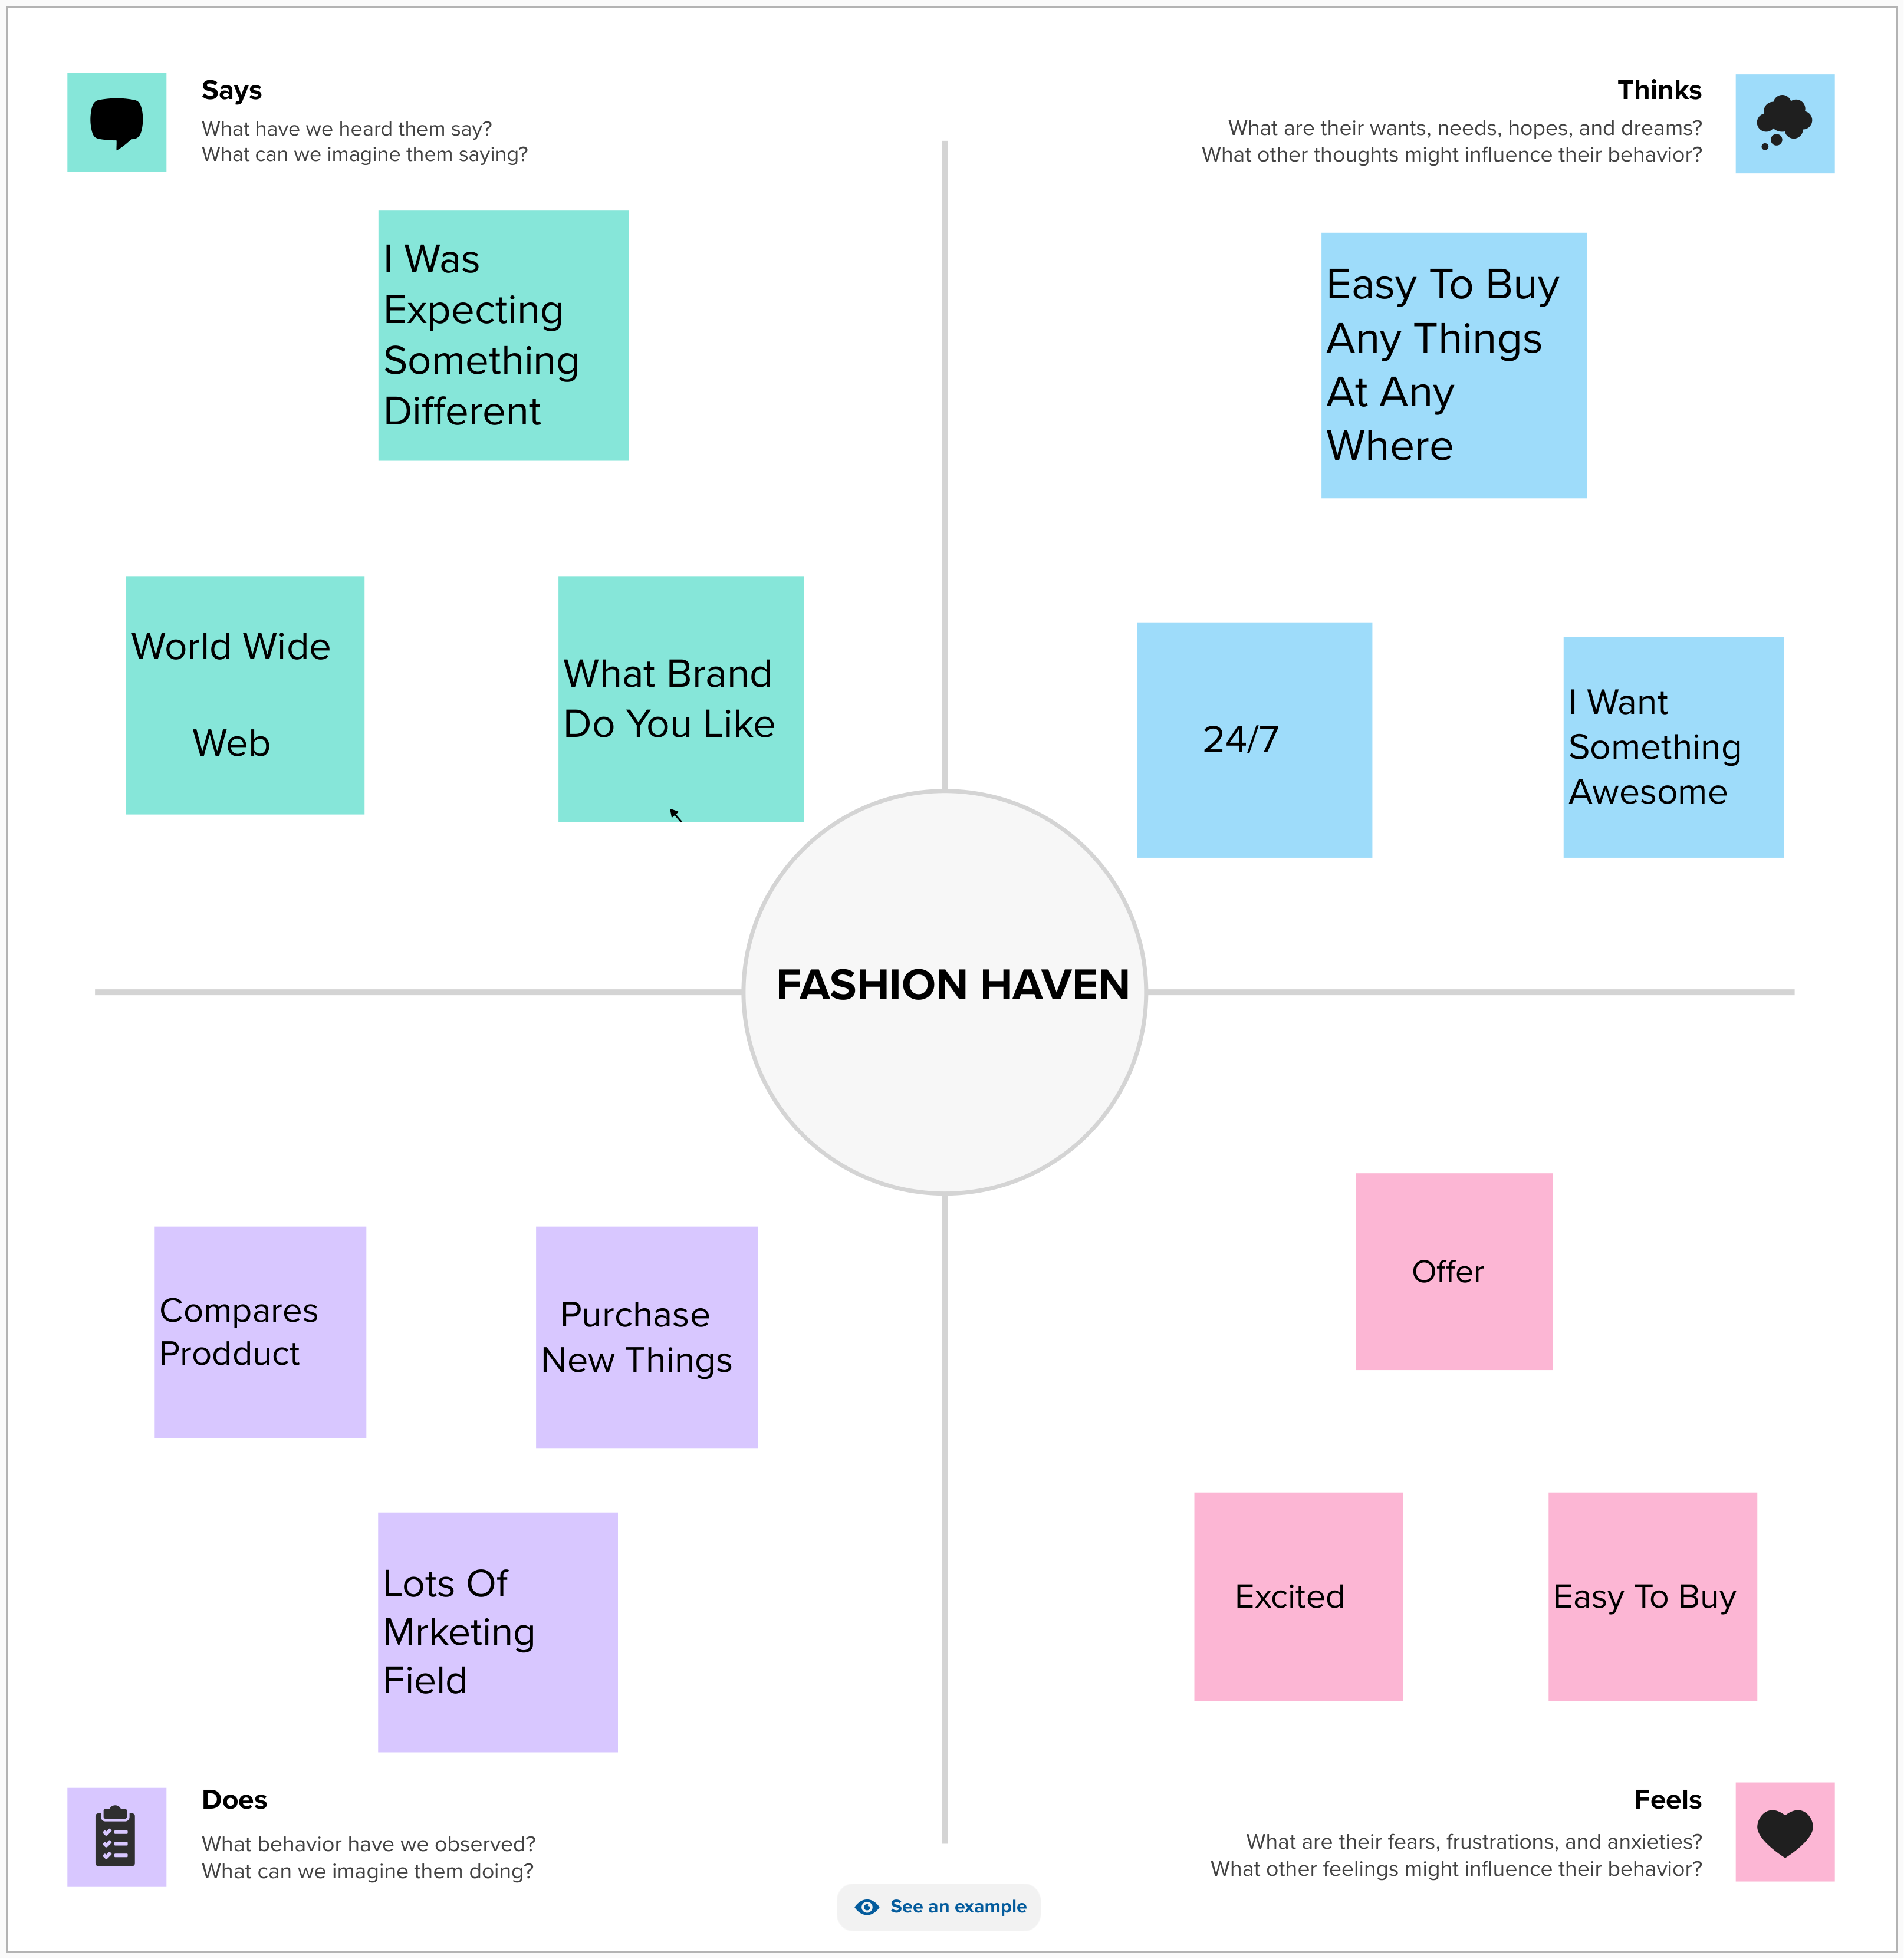 Says
What have we heard them say?
What can we imagine them saying?
I Was
Expecting
Something
Different
World Wide
Web
What Brand
Do You Like
Thinks
What are their wants, needs, hopes, and dreams?
What other thoughts might influence their behavior?
Easy To Buy
Any Things
At Any
Where
24/7
I Want
Something
Awesome
FASHION HAVEN
Compares
Prodduct
Purchase
New Things
Lots Of
Mrketing
Field
Does
What behavior have we observed?
What can we imagine them doing?
Offer
Excited
Easy To Buy
Feels
What are their fears, frustrations, and anxieties?
What other feelings might influence their behavior?
See an example